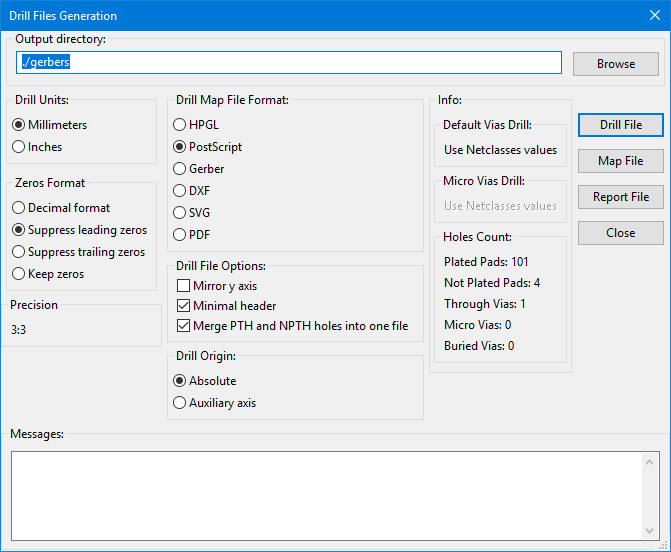 Drill Files Generation
Output directory:
./gerbers
Browse
Drill Units:
Millimeters
Inches
Zeros Format
Decimal format
Suppress leading zeros
Suppress trailing zeros
Keep zeros
Precision
3:3
Drill Map File Format:
HPGL
PostScript
Gerber
DXF
SVG
PDF
Drill File Options:
Mirror y axis
Minimal header
Merge PTH and NPTH holes into one file
Drill Origin:
Absolute
Auxiliary axis
Info:
Default Vias Drill:
Use Netclasses values
Micro Vias Drill:
Use Netclasses values
Holes Count:
Plated Pads: 101
Not Plated Pads: 4
Through Vias: 1
Micro Vias: 0
Buried Vias: 0
Drill File
Map File
Report File
Close
Messages: